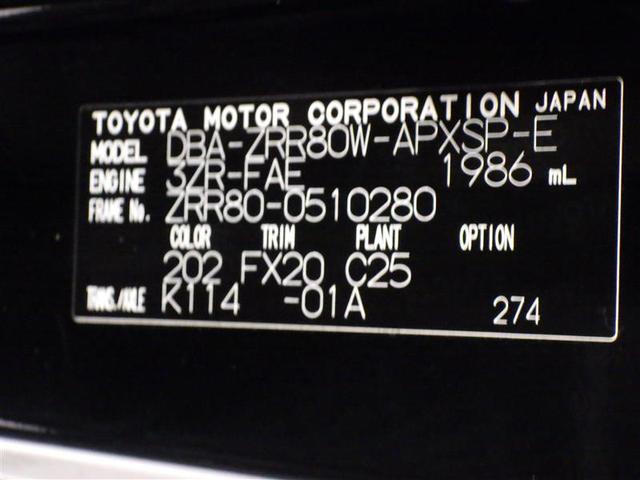 TOYOTA MOTOR CORPORATION JAPAN
MODEL DBA-ZRR80W-APXSP-E
ENGINE 3ZR-FAE 1986 mL
FRAME No. ZRR80-0510280
COLOR TRIM PLANT OPTION
202 FX20 C25
TRANS./AXLE K114 -01A 274